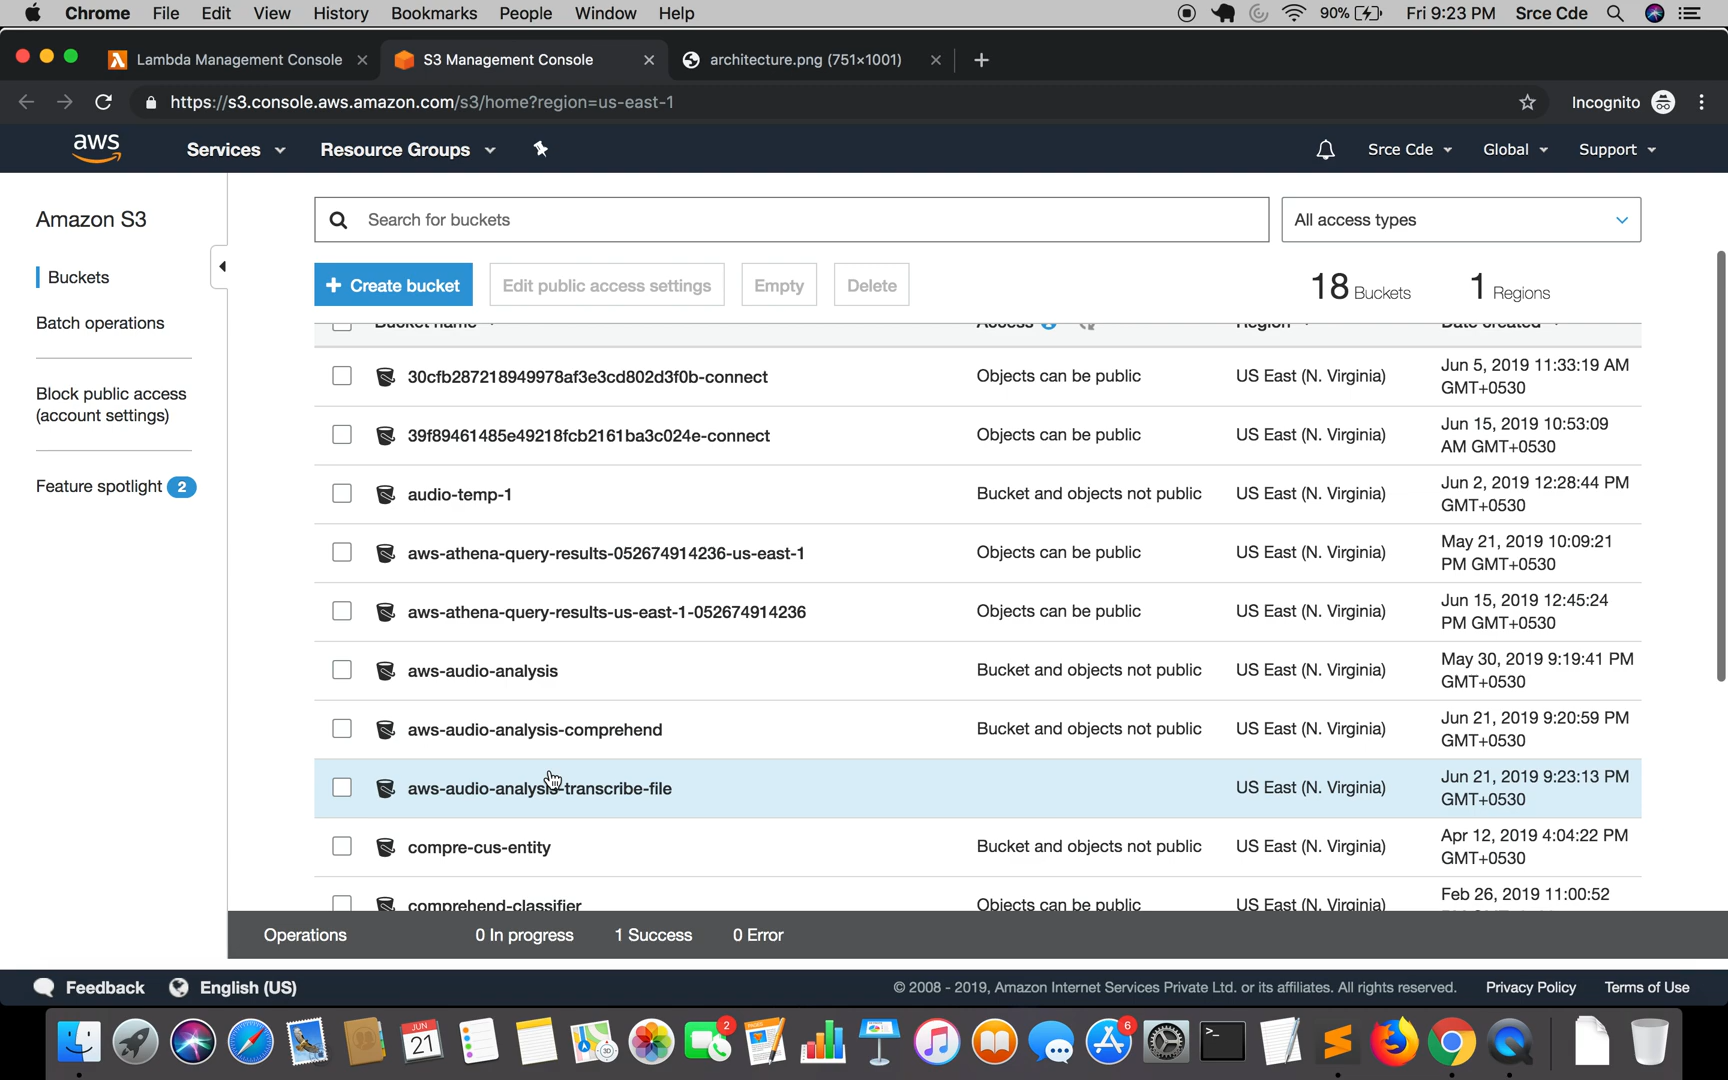 Chrome File Edit View History Bookmarks People Window Help 90% Fri 9:23 PM Srce Cde
Lambda Management Console S3 Management Console architecture.png (751×1001)
https://s3.console.aws.amazon.com/s3/home?region=us-east-1 Incognito
aws Services Resource Groups Srce Cde Global Support
Amazon S3
Buckets
Batch operations
Block public access
(account settings)
Feature spotlight 2
Search for buckets All access types
Create bucket Edit public access settings Empty Delete 18 Buckets 1 Regions
Bucket name Access Region Date created
30cfb287218949978af3e3cd802d3f0b-connect Objects can be public US East (N. Virginia) Jun 5, 2019 11:33:19 AM
GMT+0530
39f89461485e49218fcb2161ba3c024e-connect Objects can be public US East (N. Virginia) Jun 15, 2019 10:53:09
AM GMT+0530
audio-temp-1 Bucket and objects not public US East (N. Virginia) Jun 2, 2019 12:28:44 PM
GMT+0530
aws-athena-query-results-052674914236-us-east-1 Objects can be public US East (N. Virginia) May 21, 2019 10:09:21
PM GMT+0530
aws-athena-query-results-us-east-1-052674914236 Objects can be public US East (N. Virginia) Jun 15, 2019 12:45:24
PM GMT+0530
aws-audio-analysis Bucket and objects not public US East (N. Virginia) May 30, 2019 9:19:41 PM
GMT+0530
aws-audio-analysis-comprehend Bucket and objects not public US East (N. Virginia) Jun 21, 2019 9:20:59 PM
GMT+0530
aws-audio-analysis-transcribe-file US East (N. Virginia) Jun 21, 2019 9:23:13 PM
GMT+0530
compre-cus-entity Bucket and objects not public US East (N. Virginia) Apr 12, 2019 4:04:22 PM
GMT+0530
comprehend-classifier Objects can be public US East (N. Virginia) Feb 26, 2019 11:00:52
Operations 0 In progress 1 Success 0 Error
Feedback English (US) © 2008 - 2019, Amazon Internet Services Private Ltd. or its affiliates. All rights reserved. Privacy Policy Terms of Use
JUN
21
2
6